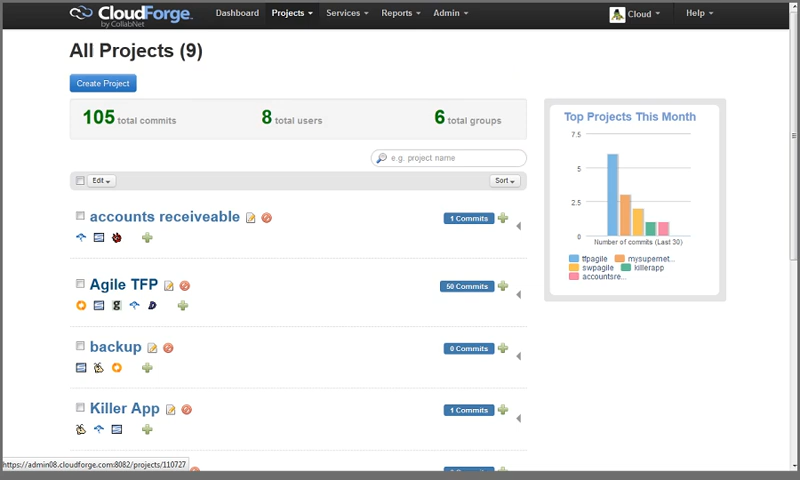 CloudForge
by CollabNet
Dashboard Projects Services Reports Admin Cloud Help
All Projects (9)
Create Project
105 total commits 8 total users 6 total groups
e.g. project name
Edit Sort
accounts receiveable 1 Commits
Agile TFP 50 Commits
backup 0 Commits
Killer App 1 Commits
Top Projects This Month
7.5
5
2.5
0
Number of commits (Last 30)
tfpagile mysupernet...
swpagile killerapp
accountsre...
https://admin08.cloudforge.com:8082/projects/110727